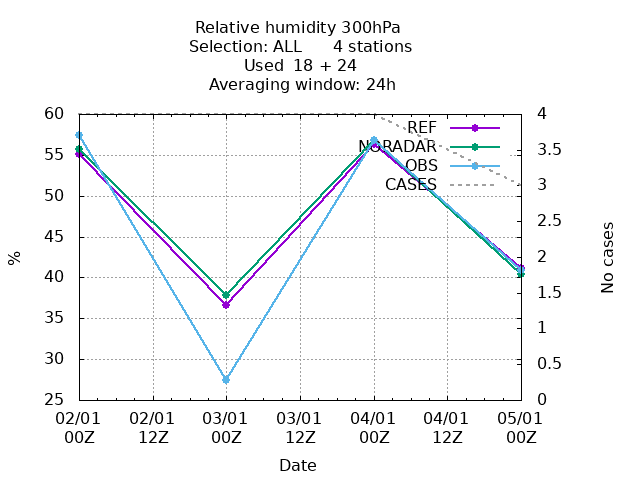 Relative humidity 300hPa
Selection: ALL 4 stations
Used 18 + 24
Averaging window: 24h
60
55
50
45
40
35
30
25
%
4
3.5
3
2.5
2
1.5
1
0.5
0
No cases
REF
NORADAR
OBS
CASES
02/01 02/01 03/01 03/01 04/01 04/01 05/01
00Z 12Z 00Z 12Z 00Z 12Z 00Z
Date